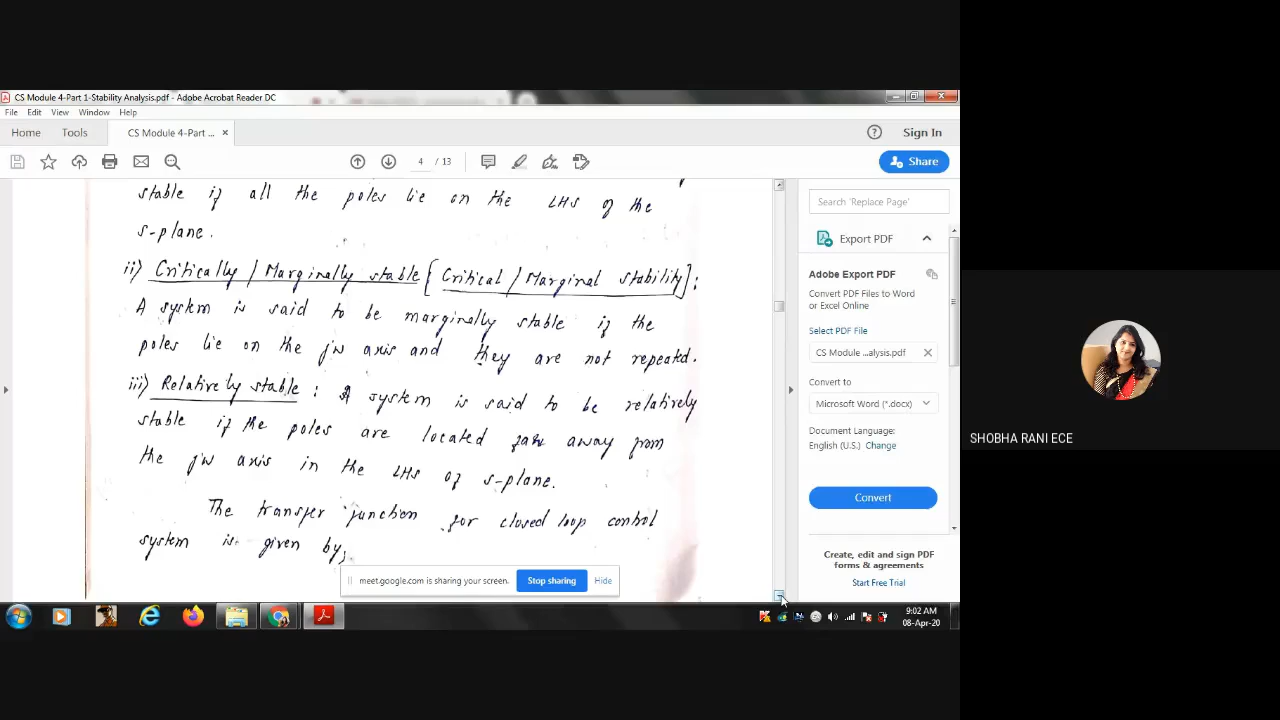 CS Module 4-Part 1-Stability Analysis.pdf - Adobe Acrobat Reader DC
File Edit View Window Help
Home Tools CS Module 4-Part ... × Sign In
4 / 13 Share
stable if all the poles lie on the LHS of the
s-plane.
ii) Critically / Marginally stable [Critical / Marginal stability] :
A system is said to be marginally stable if the
poles lie on the jw axis and they are not repeated.
iii) Relatively stable : A system is said to be relatively
stable if the poles are located far away from
the jw axis in the LHS of s-plane.
The transfer function for closed loop control
system is given by,
meet.google.com is sharing your screen. Stop sharing Hide
Search 'Replace Page'
Export PDF
Adobe Export PDF
Convert PDF Files to Word
or Excel Online
Select PDF File
CS Module ...alysis.pdf ×
Convert to
Microsoft Word (*.docx)
Document Language:
English (U.S.) Change
Convert
Create, edit and sign PDF
forms & agreements
Start Free Trial
9:02 AM
08-Apr-20
SHOBHA RANI ECE